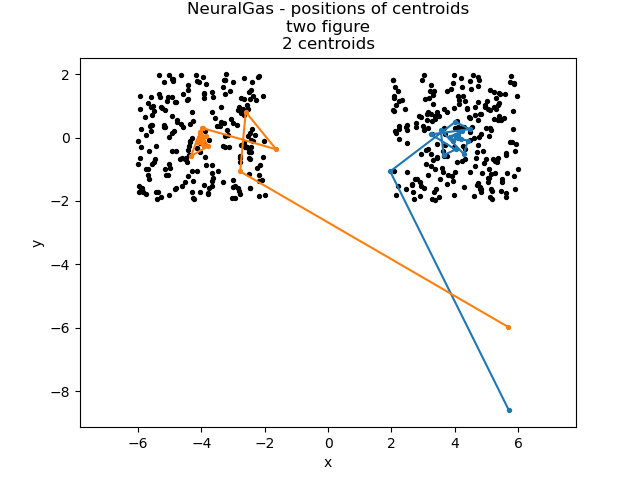 NeuralGas - positions of centroids
two figure
2 centroids
2
0
−2
−4
−6
−8
y
−6 −4 −2 0 2 4 6
x